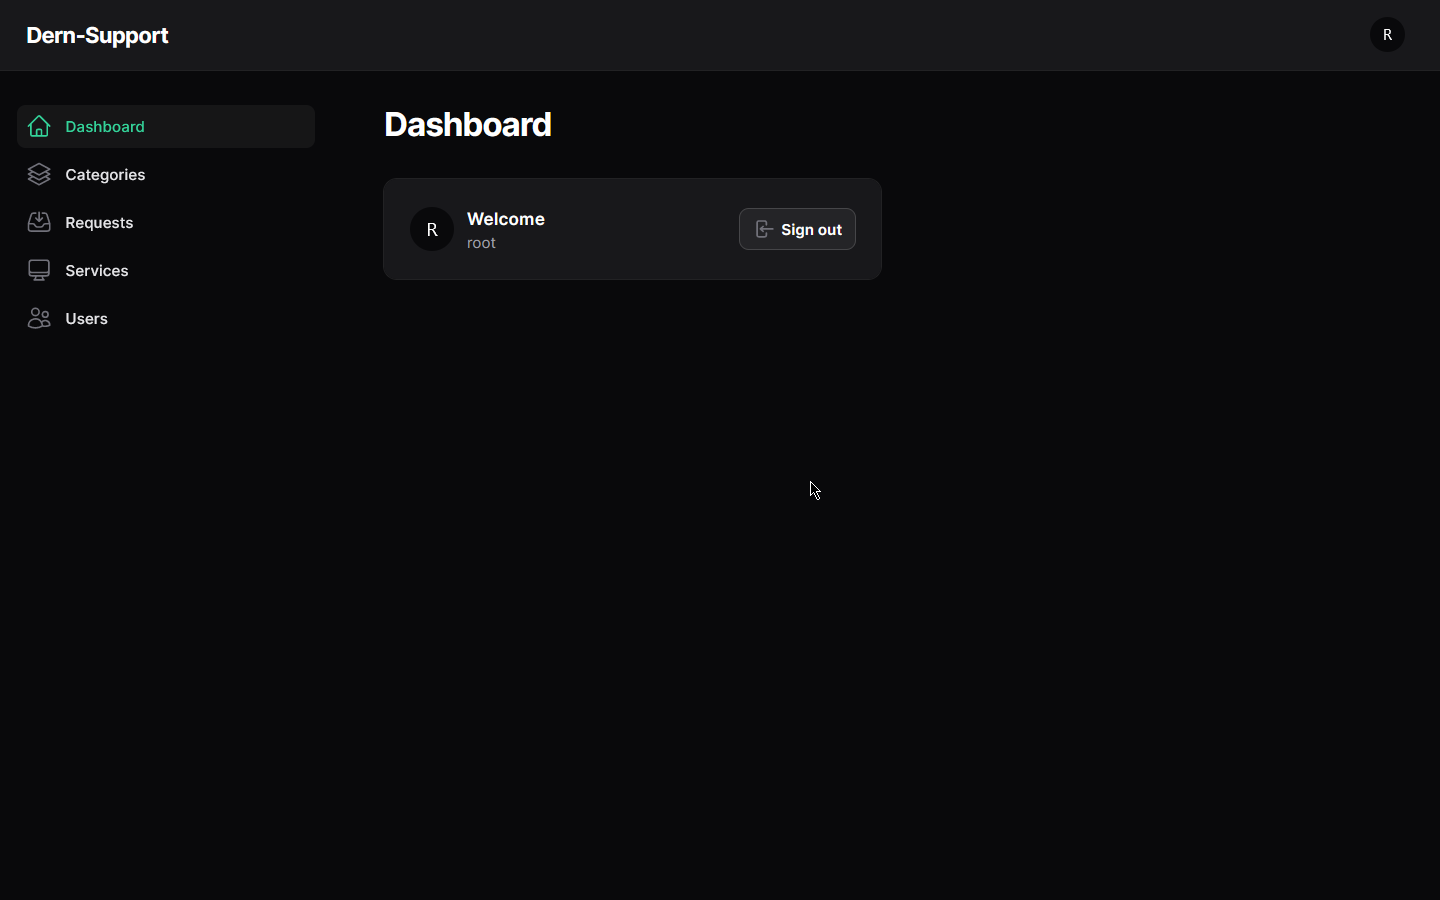 Dern-Support
R
Dashboard
Categories
Requests
Services
Users
Dashboard
R
Welcome
root
Sign out